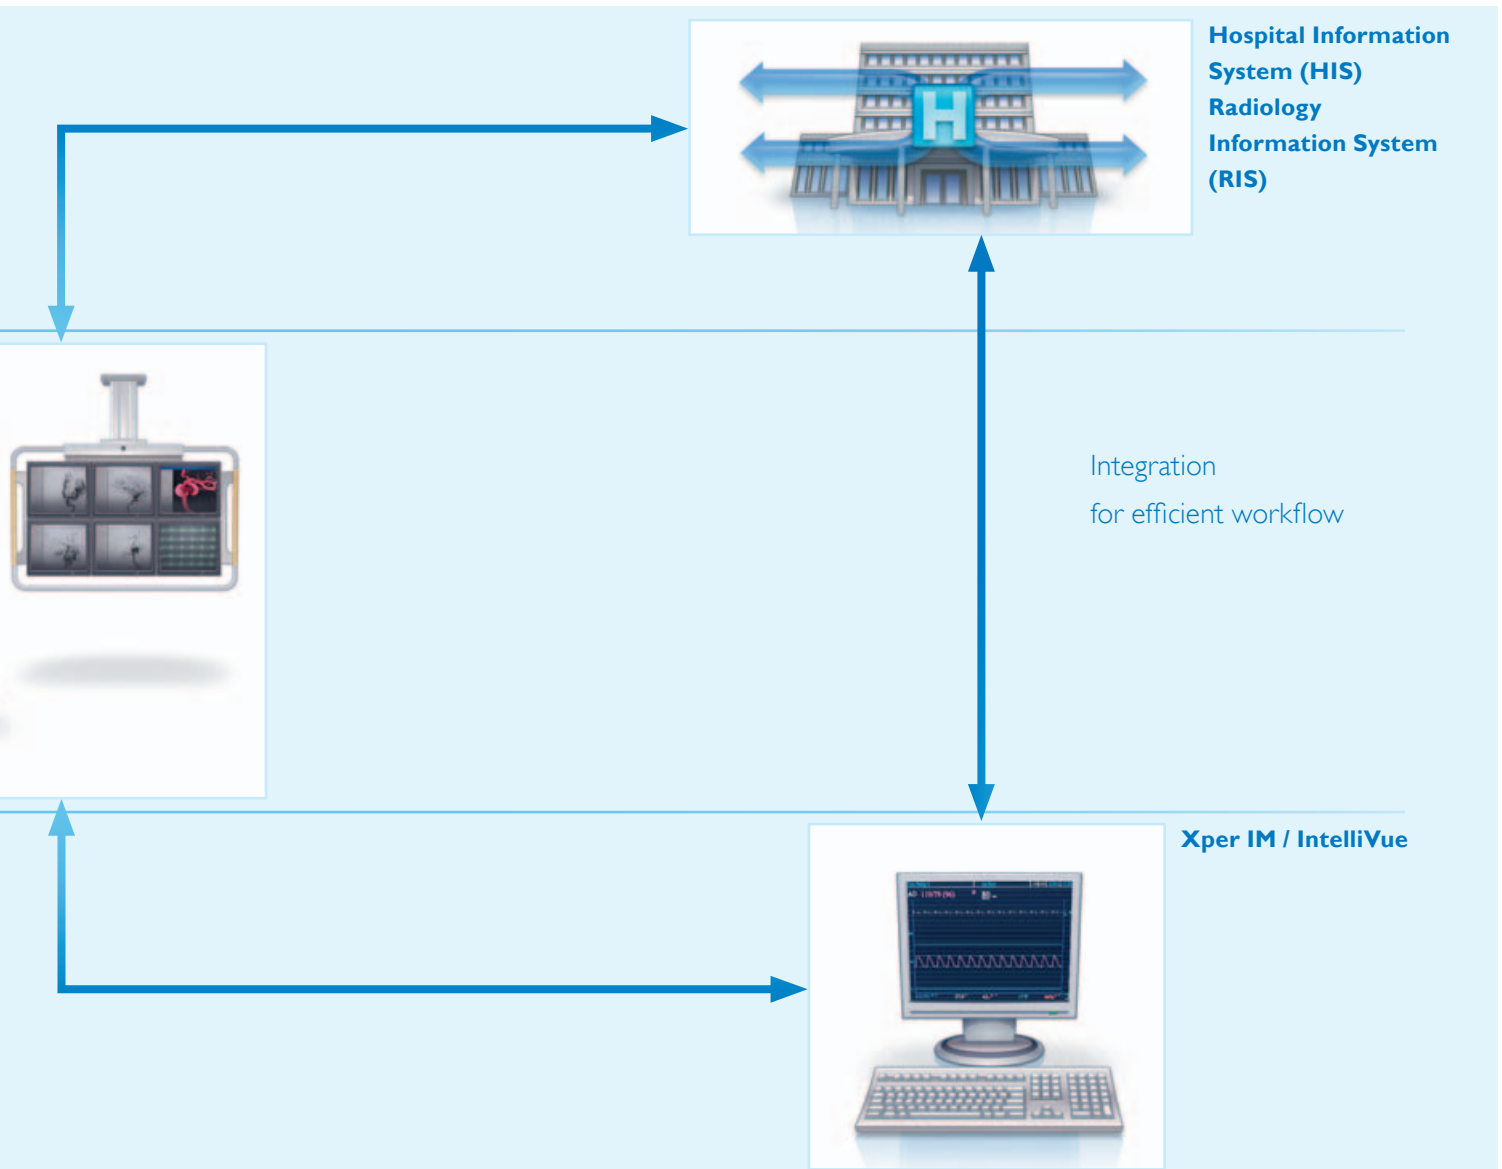 Hospital Information
System (HIS)
Radiology
Information System
(RIS)
H
Integration
for efficient workflow
Xper IM / IntelliVue